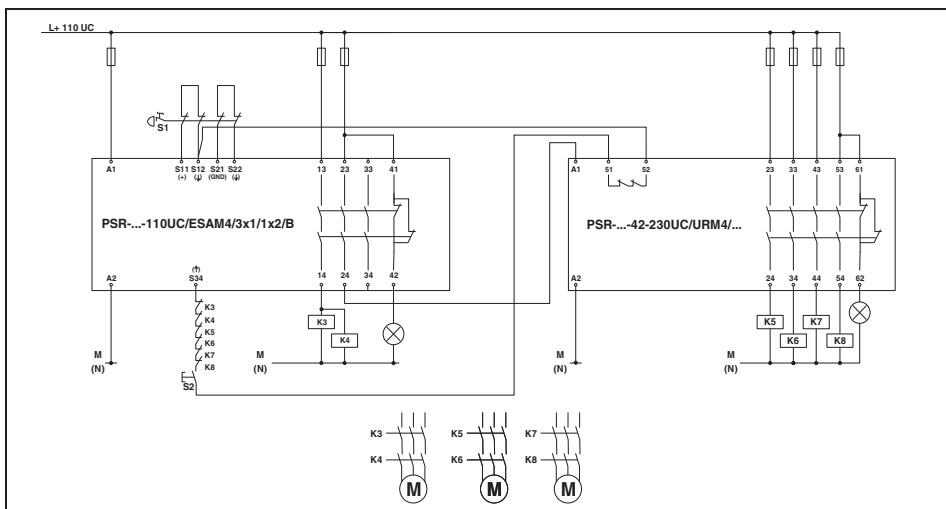 L+ 110 UC
S1
A1 S11 S12 S21 S22 13 23 33 41 A1 51 52 23 33 43 53 61
(+) (↓) (GND) (↓)
PSR-...-110UC/ESAM4/3x1/1x2/B
PSR-...-42-230UC/URM4/...
(↑)
A2 S34 14 24 34 42 A2 24 34 44 54 62
K3
K4
K5
K6
K7
K8
S2
M
(N)
K3
K4
M
(N)
M
(N)
K5 K7
K6 K8
M
(N)
K3 K5 K7
K4 K6 K8
M M M